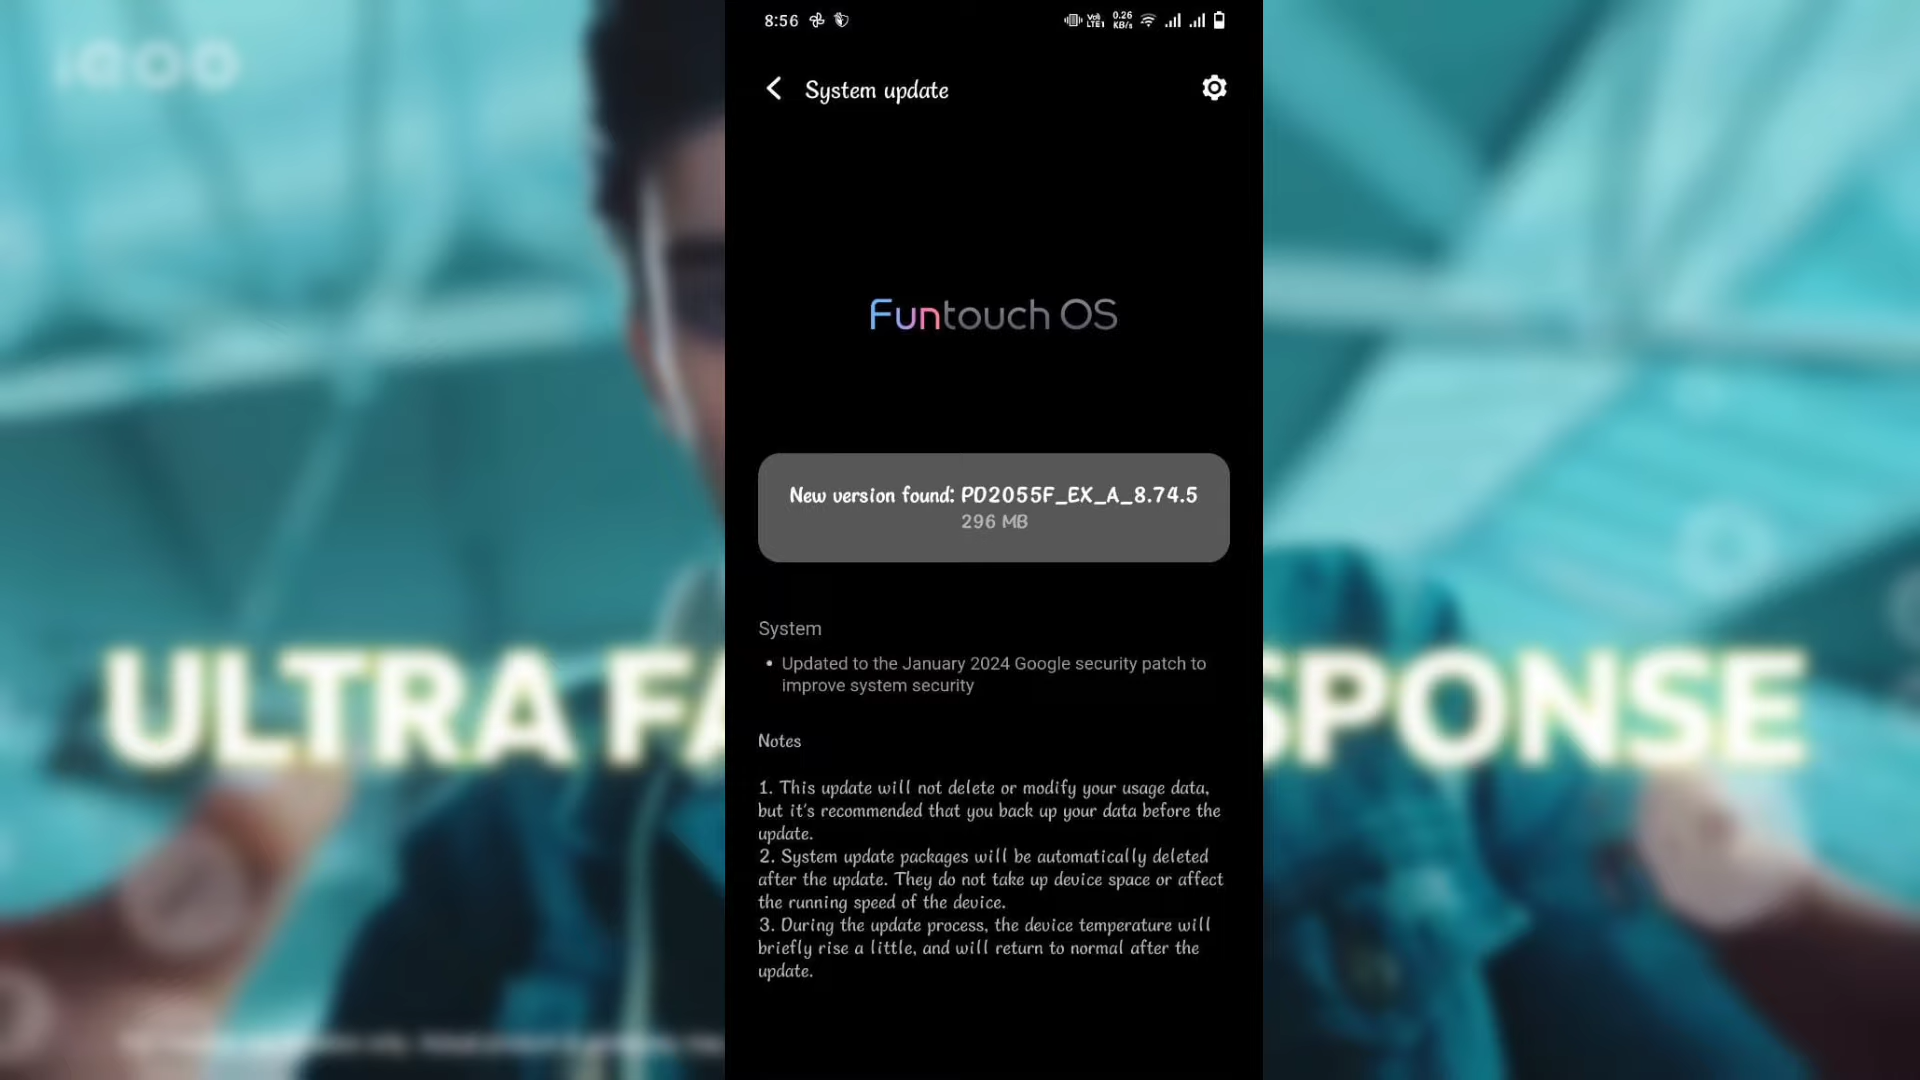 iQOO
8:56
Vo)
LTE1
0.26
KB/s
System update
Funtouch OS
New version found: PD2055F_EX_A_8.74.5
296 MB
System
• Updated to the January 2024 Google security patch to
improve system security
ULTRA FA
SPONSE
Notes
1. This update will not delete or modify your usage data,
but it's recommended that you back up your data before the
update.
2. System update packages will be automatically deleted
after the update. They do not take up device space or affect
the running speed of the device.
3. During the update process, the device temperature will
briefly rise a little, and will return to normal after the
update.